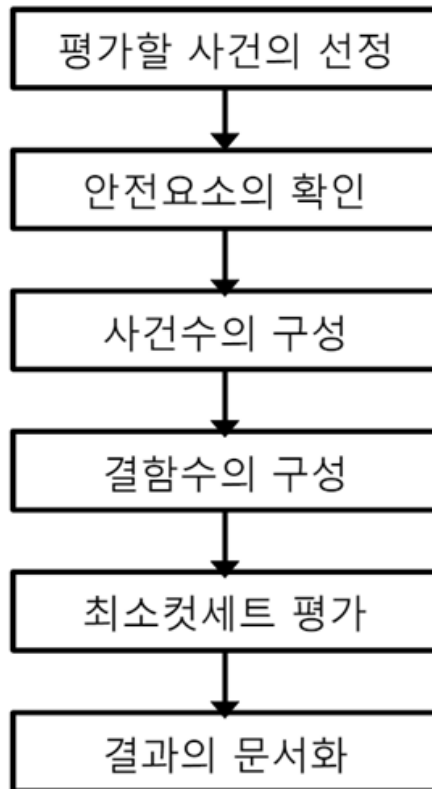 평가할 사건의 선정
안전요소의 확인
사건수의 구성
결함수의 구성
최소컷세트 평가
결과의 문서화